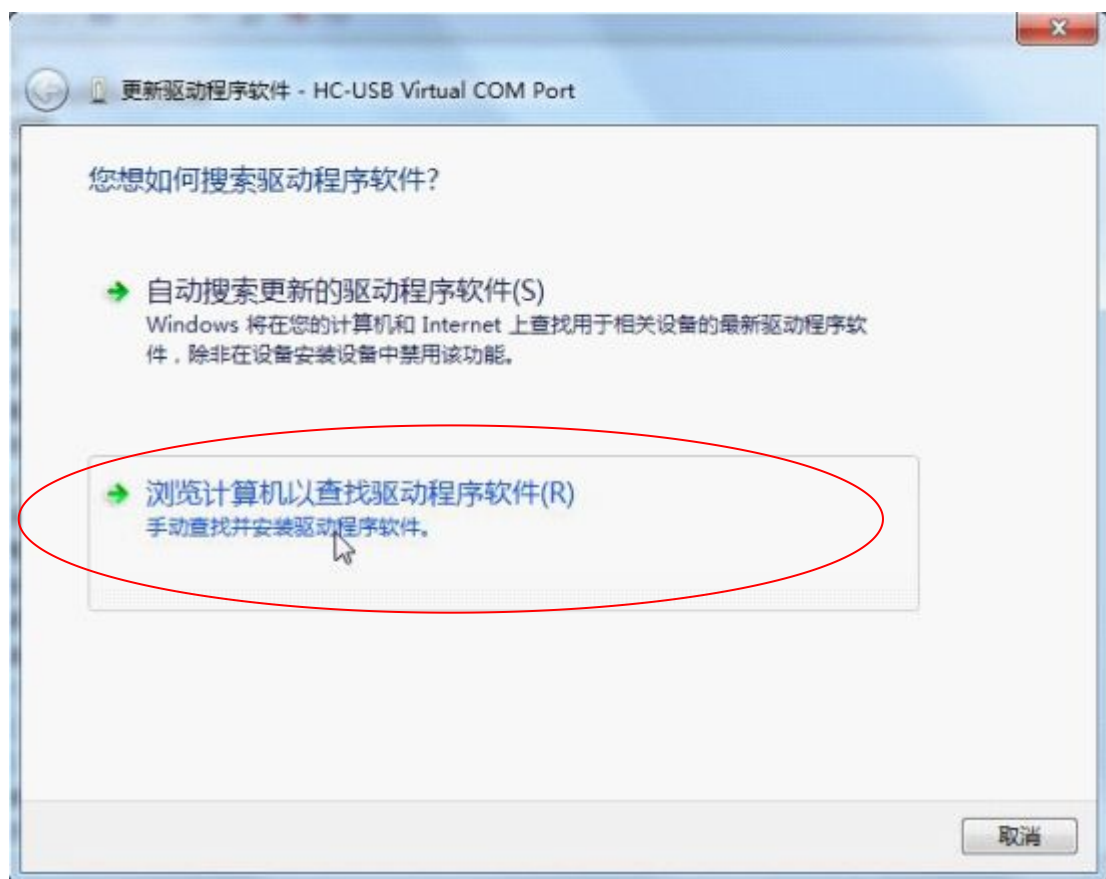 更新驱动程序软件 - HC-USB Virtual COM Port
您想如何搜索驱动程序软件?
自动搜索更新的驱动程序软件(S)
Windows 将在您的计算机和 Internet 上查找用于相关设备的最新驱动程序软
件，除非在设备安装设备中禁用该功能。
浏览计算机以查找驱动程序软件(R)
手动查找并安装驱动程序软件。
取消